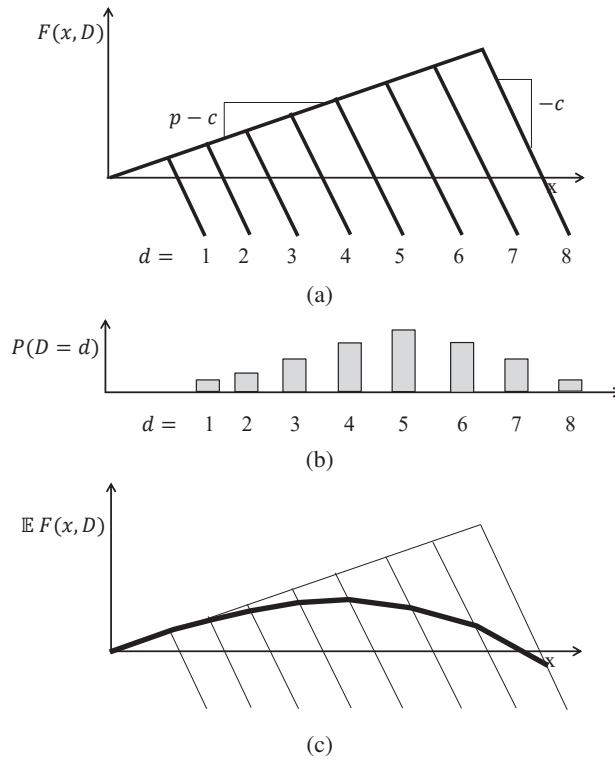 F(x, D)
p − c
−c
x
d = 1 2 3 4 5 6 7 8
(a)
P(D = d)
d = 1 2 3 4 5 6 7 8
(b)
𝔼 F(x, D)
x
(c)